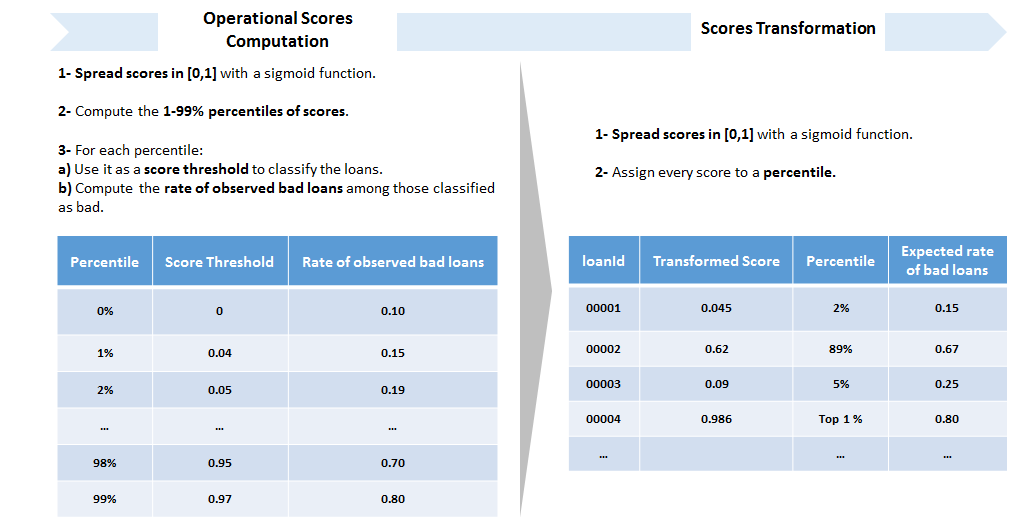 Operational Scores
Computation
Scores Transformation
1- Spread scores in [0,1] with a sigmoid function.
2- Compute the 1-99% percentiles of scores.
3- For each percentile:
a) Use it as a score threshold to classify the loans.
b) Compute the rate of observed bad loans among those classified
as bad.
1- Spread scores in [0,1] with a sigmoid function.
2- Assign every score to a percentile.
Percentile Score Threshold Rate of observed bad loans
0% 0 0.10
1% 0.04 0.15
2% 0.05 0.19
... ... ...
98% 0.95 0.70
99% 0.97 0.80
loanId Transformed Score Percentile Expected rate
of bad loans
00001 0.045 2% 0.15
00002 0.62 89% 0.67
00003 0.09 5% 0.25
00004 0.986 Top 1 % 0.80
... ... ...